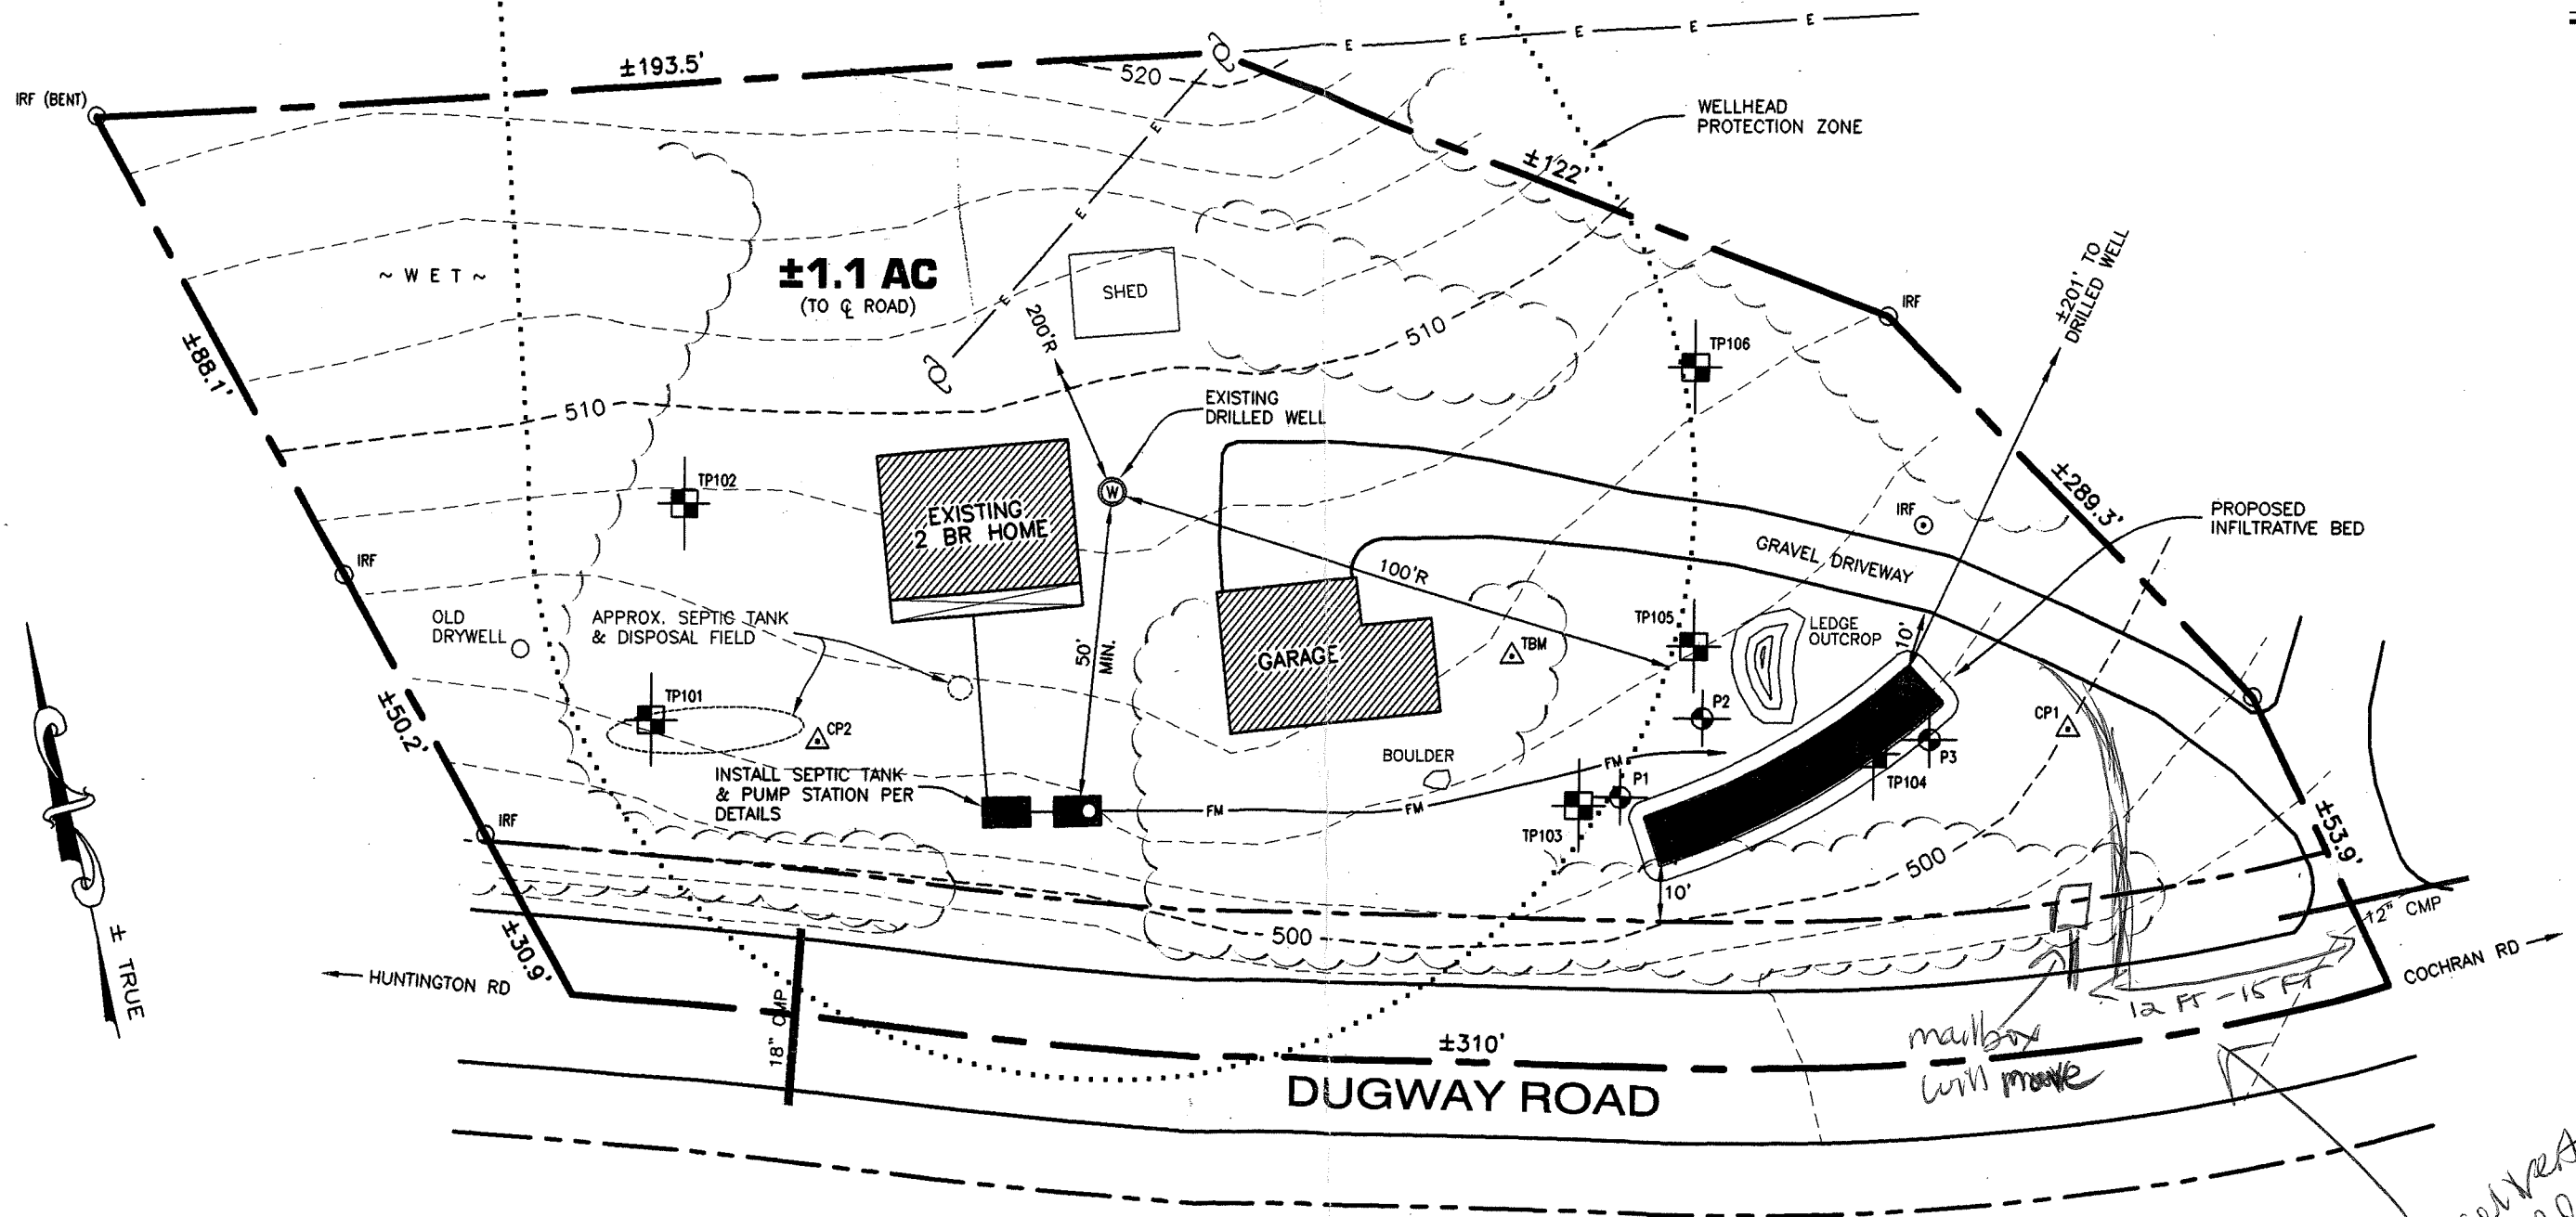 E E E E E
±193.5'
520
IRF (BENT)
WELLHEAD
PROTECTION ZONE
±122'
E
E
E
~ W E T ~
±1.1 AC
(TO ℄ ROAD)
SHED
200'R
510
IRF
±201' TO
DRILLED WELL
±88.1'
TP106
510
EXISTING
DRILLED WELL
TP102
W
EXISTING
2 BR HOME
±289.3'
IRF
PROPOSED
INFILTRATIVE BED
GRAVEL DRIVEWAY
100'R
IRF
OLD
DRYWELL
APPROX. SEPTIC TANK
& DISPOSAL FIELD
50'
MIN.
GARAGE
TBM
TP105
LEDGE
OUTCROP
10'
TP101
±50.2'
CP2
P2
CP1
BOULDER
FM
P3
TP104
INSTALL SEPTIC TANK
& PUMP STATION PER
DETAILS
FM
FM
P1
TP103
IRF
±53.9'
500
10'
500
12" CMP
±30.9'
HUNTINGTON RD
COCHRAN RD
12 FT - 15 FT
18" CMP
mailbox
will move
±310'
DUGWAY ROAD
± TRUE